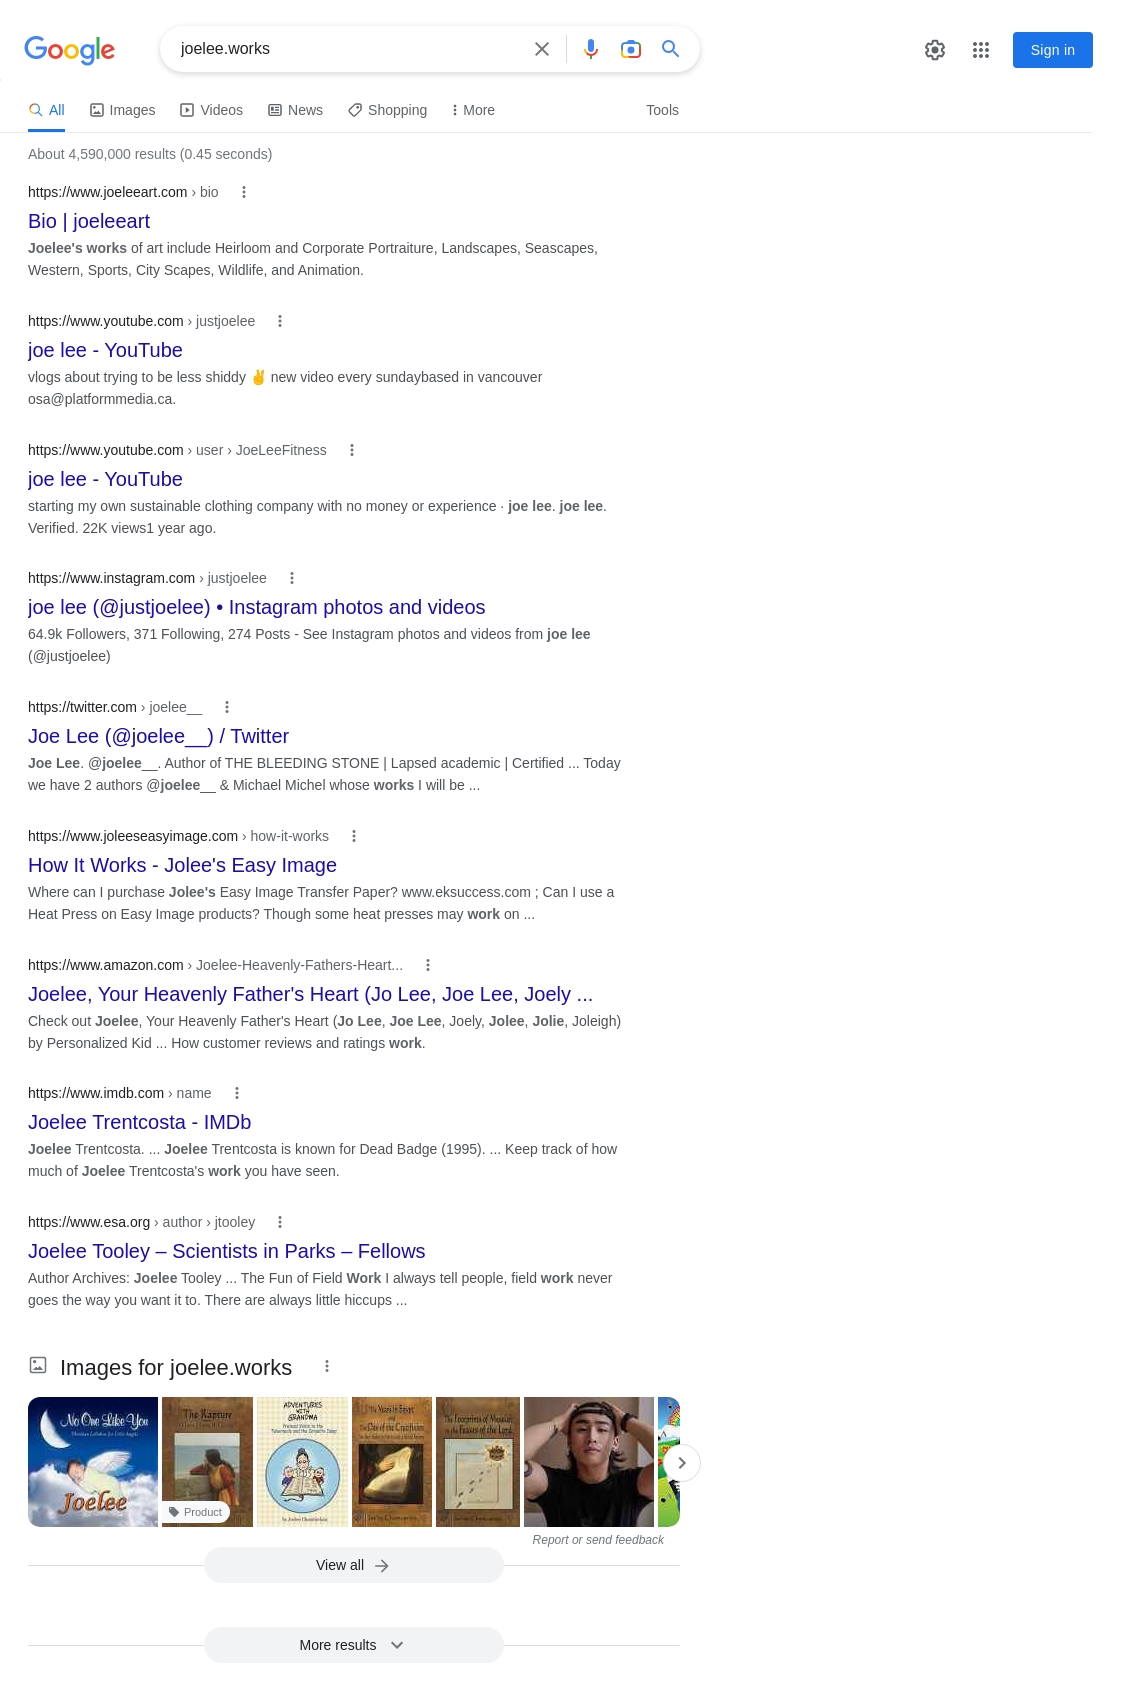 Google
joelee.works
Sign in
All Images Videos News Shopping More Tools
About 4,590,000 results (0.45 seconds)
https://www.joeleeart.com › bio
Bio | joeleeart
Joelee's works of art include Heirloom and Corporate Portraiture, Landscapes, Seascapes,
Western, Sports, City Scapes, Wildlife, and Animation.
https://www.youtube.com › justjoelee
joe lee - YouTube
vlogs about trying to be less shiddy ✌️ new video every sundaybased in vancouver
osa@platformmedia.ca.
https://www.youtube.com › user › JoeLeeFitness
joe lee - YouTube
starting my own sustainable clothing company with no money or experience · joe lee. joe lee.
Verified. 22K views1 year ago.
https://www.instagram.com › justjoelee
joe lee (@justjoelee) • Instagram photos and videos
64.9k Followers, 371 Following, 274 Posts - See Instagram photos and videos from joe lee
(@justjoelee)
https://twitter.com › joelee__
Joe Lee (@joelee__) / Twitter
Joe Lee. @joelee__. Author of THE BLEEDING STONE | Lapsed academic | Certified ... Today
we have 2 authors @joelee__ & Michael Michel whose works I will be ...
https://www.joleeseasyimage.com › how-it-works
How It Works - Jolee's Easy Image
Where can I purchase Jolee's Easy Image Transfer Paper? www.eksuccess.com ; Can I use a
Heat Press on Easy Image products? Though some heat presses may work on ...
https://www.amazon.com › Joelee-Heavenly-Fathers-Heart...
Joelee, Your Heavenly Father's Heart (Jo Lee, Joe Lee, Joely ...
Check out Joelee, Your Heavenly Father's Heart (Jo Lee, Joe Lee, Joely, Jolee, Jolie, Joleigh)
by Personalized Kid ... How customer reviews and ratings work.
https://www.imdb.com › name
Joelee Trentcosta - IMDb
Joelee Trentcosta. ... Joelee Trentcosta is known for Dead Badge (1995). ... Keep track of how
much of Joelee Trentcosta's work you have seen.
https://www.esa.org › author › jtooley
Joelee Tooley – Scientists in Parks – Fellows
Author Archives: Joelee Tooley ... The Fun of Field Work I always tell people, field work never
goes the way you want it to. There are always little hiccups ...
Images for joelee.works
No One Like You
Joelee
The Rapture
Product
ADVENTURES
WITH
GRANDMA
Report or send feedback
View all
More results